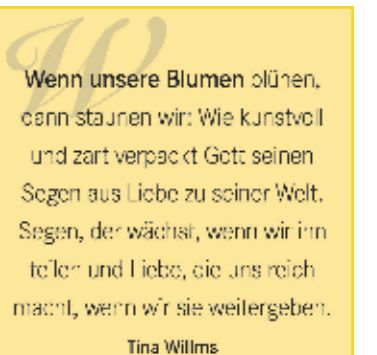 Wenn unsere Blumen blühen,
dann staunen wir: Wie kunstvoll
und zart verpackt Gott seinen
Segen aus Liebe zu seiner Welt.
Segen, der wächst, wenn wir ihn
teilen und Liebe, die uns reich
macht, wenn wir sie weitergeben.
Tina Willms